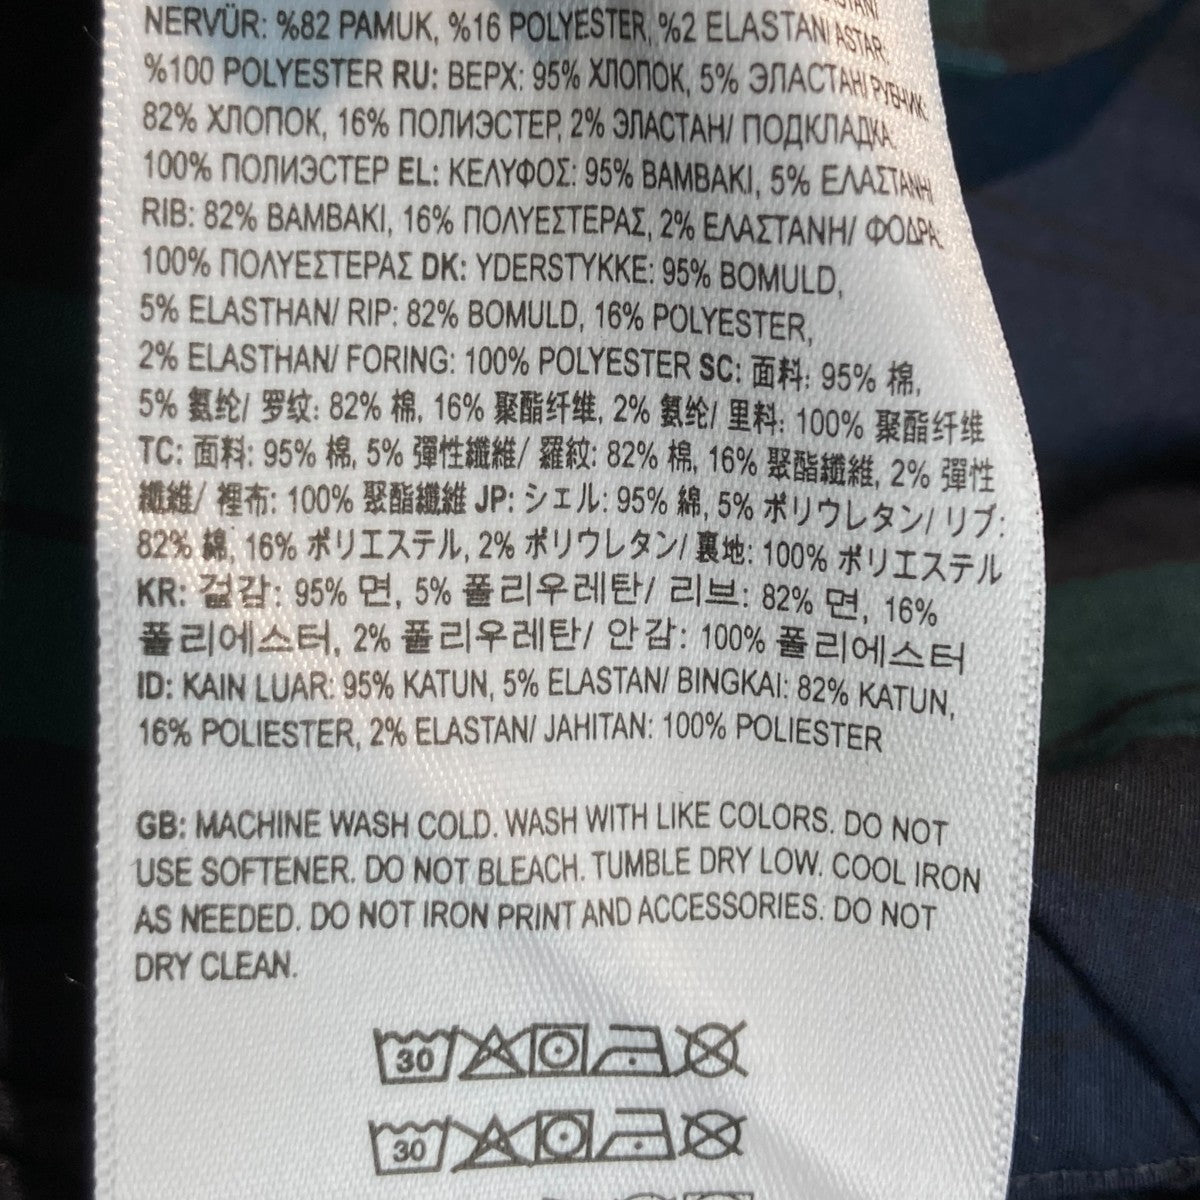 NERVÜR: %82 PAMUK, %16 POLYESTER, %2 ELASTAN/ ASTAR:
%100 POLYESTER RU: ВЕРХ: 95% ХЛОПОК, 5% ЭЛАСТАН/ РУБЧИК:
82% ХЛОПОК, 16% ПОЛИЭСТЕР, 2% ЭЛАСТАН/ ПОДКЛАДКА:
100% ПОЛИЭСТЕР EL: ΚΕΛΥΦΟΣ: 95% ΒΑΜΒΑΚΙ, 5% ΕΛΑΣΤΑΝΗ/
RIB: 82% ΒΑΜΒΑΚΙ, 16% ΠΟΛΥΕΣΤΕΡΑΣ, 2% ΕΛΑΣΤΑΝΗ/ ΦΟΔΡΑ:
100% ΠΟΛΥΕΣΤΕΡΑΣ DK: YDERSTYKKE: 95% BOMULD,
5% ELASTHAN/ RIP: 82% BOMULD, 16% POLYESTER,
2% ELASTHAN/ FORING: 100% POLYESTER SC: 面料: 95% 棉,
5% 氨纶/ 罗纹: 82% 棉, 16% 聚酯纤维, 2% 氨纶/ 里料: 100% 聚酯纤维
TC: 面料: 95% 棉, 5% 彈性纖維/ 羅紋: 82% 棉, 16% 聚酯纖維, 2% 彈性
纖維/ 裡布: 100% 聚酯纖維 JP: シェル: 95% 綿, 5% ポリウレタン/ リブ:
82% 綿, 16% ポリエステル, 2% ポリウレタン/ 裏地: 100% ポリエステル
KR: 겉감: 95% 면, 5% 폴리우레탄/ 리브: 82% 면, 16%
폴리에스터, 2% 폴리우레탄/ 안감: 100% 폴리에스터
ID: KAIN LUAR: 95% KATUN, 5% ELASTAN/ BINGKAI: 82% KATUN,
16% POLIESTER, 2% ELASTAN/ JAHITAN: 100% POLIESTER
GB: MACHINE WASH COLD. WASH WITH LIKE COLORS. DO NOT
USE SOFTENER. DO NOT BLEACH. TUMBLE DRY LOW. COOL IRON
AS NEEDED. DO NOT IRON PRINT AND ACCESSORIES. DO NOT
DRY CLEAN.
30
30